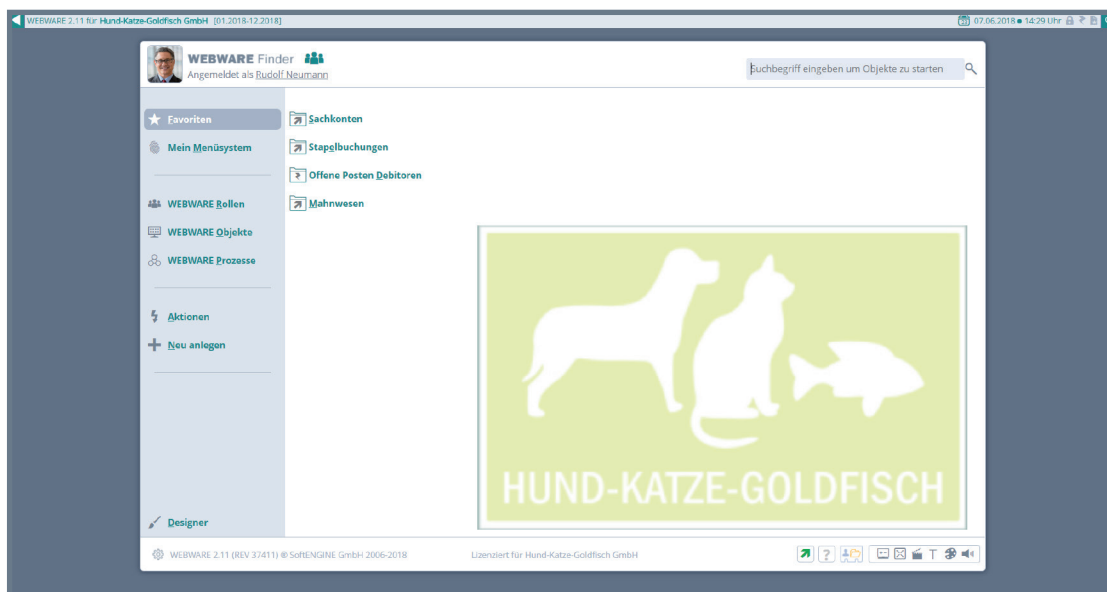 WEBWARE 2.11 für Hund-Katze-Goldfisch GmbH [01.2018-12.2018]
07.06.2018 ● 14:29 Uhr
WEBWARE Finder
Angemeldet als Rudolf Neumann
Suchbegriff eingeben um Objekte zu starten
Favoriten
Mein Menüsystem
WEBWARE Rollen
WEBWARE Objekte
WEBWARE Prozesse
Aktionen
Neu anlegen
Designer
Sachkonten
Stapelbuchungen
Offene Posten Debitoren
Mahnwesen
HUND-KATZE-GOLDFISCH
WEBWARE 2.11 (REV 37411) © SoftENGINE GmbH 2006-2018
Lizenziert für Hund-Katze-Goldfisch GmbH